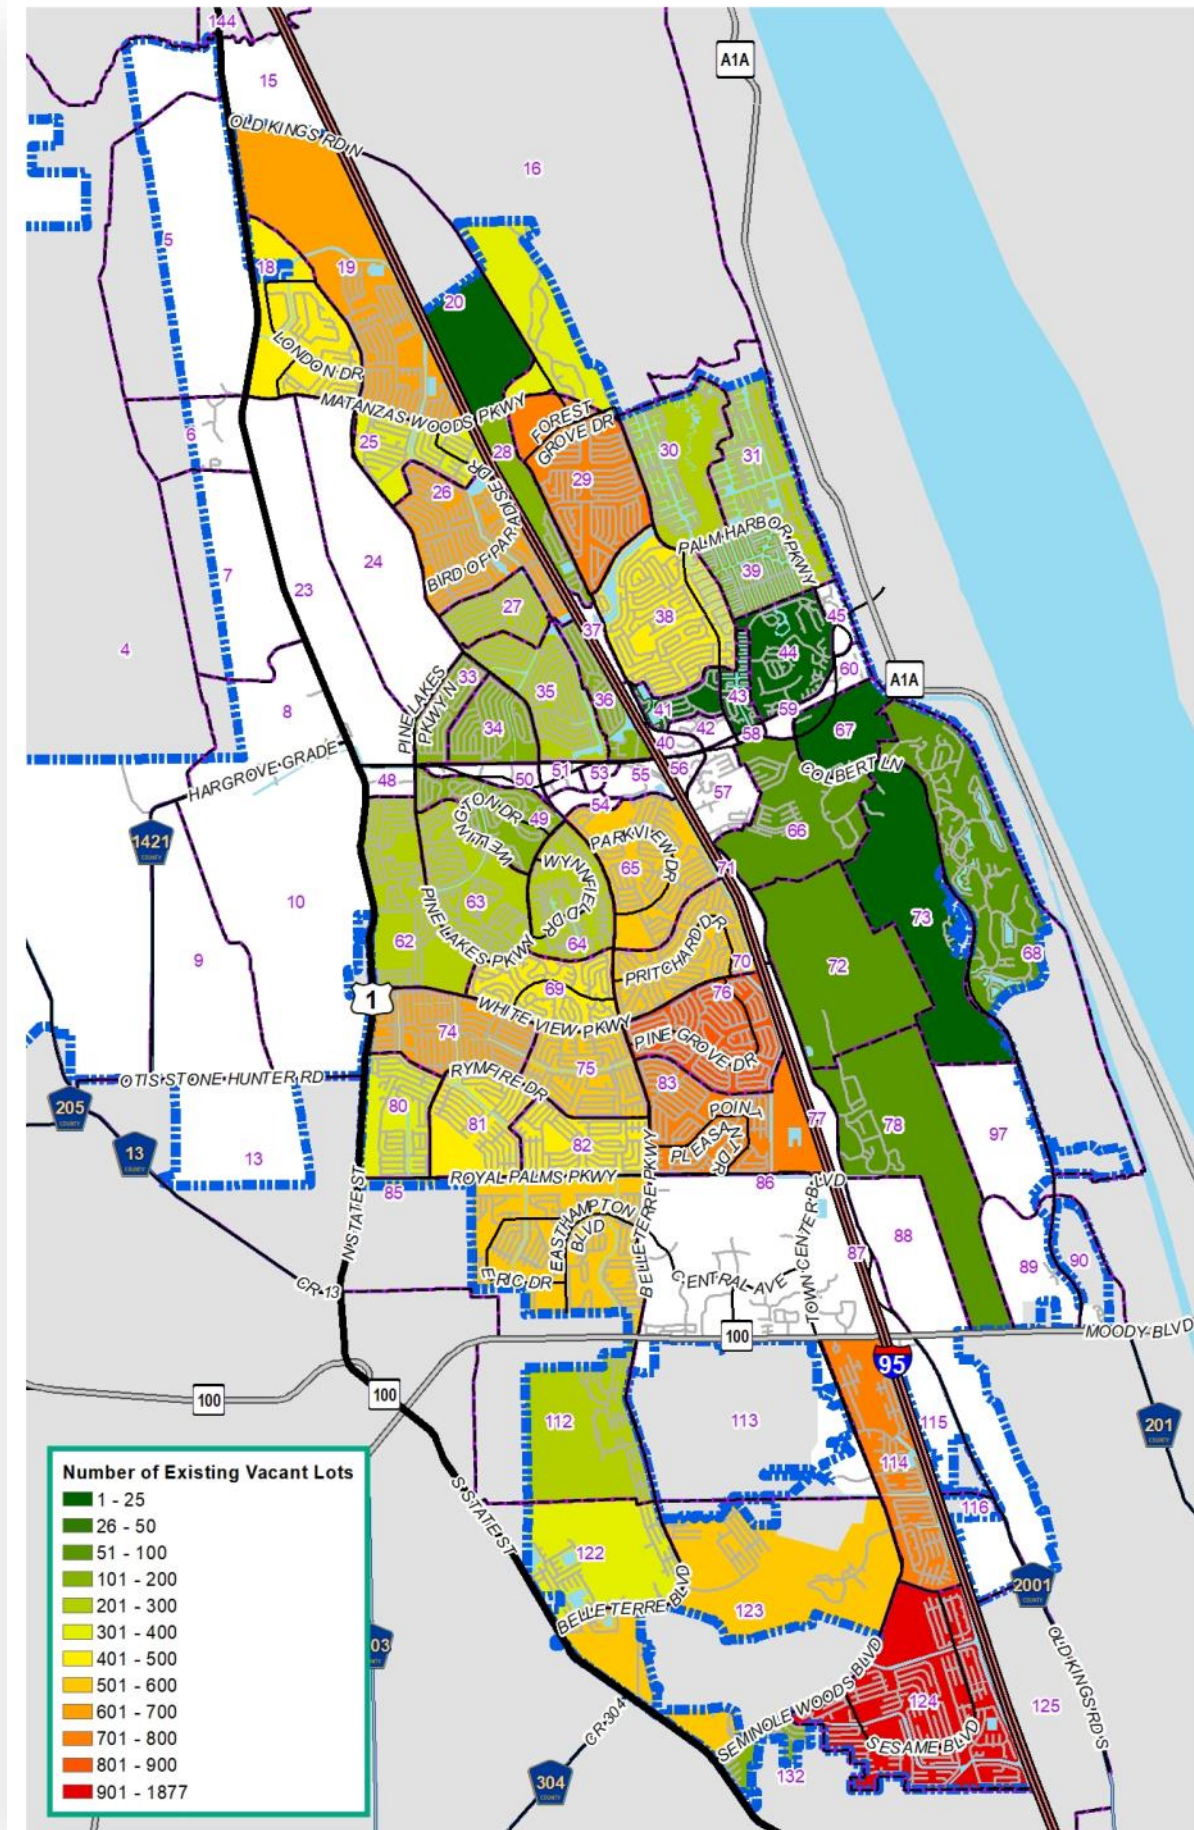 144
15
A1A
OLD KINGS RD N
16
5
18
19
20
LONDON DR
MATANZAS WOODS PKWY
FOREST
GROVE DR
6
25
28
30
31
26
29
BIRD OF PARADISE DR
PALM HARBOR PKWY
7
23
24
39
27
37
38
45
4
44
60
A1A
33
35
36
43
PINE LAKES
PKWY N
34
41
42
59
8
58
67
40
HARGROVE GRADE
48
50
51
53
55
56
COLBERT LN
57
54
49
WELLINGTON DR
PARKVIEW DR
66
1421
COUNTY
WYNNFIELD DR
65
71
10
63
PINE LAKES PKWY
73
62
64
68
9
PRITCHARD DR
70
72
69
76
1
WHITE VIEW PKWY
74
PINE GROVE DR
75
OTIS STONE HUNTER RD
RYMFIRE DR
83
205
COUNTY
80
POINT
PLEASANT DR
77
78
97
81
82
13
COUNTY
13
ROYAL PALMS PKWY
86
BLVD
85
N STATE ST
BELLE TERRE PKWY
EASTHAMPTON
BLVD
TOWN CENTER BLVD
87
88
89
90
ERIC DR
CENTRAL AVE
CR-13
100
MOODY BLVD
95
100
100
112
113
115
201
COUNTY
114
S STATE ST
116
122
2001
COUNTY
BELLE TERRE BLVD
123
03
SEMINOLE WOODS BLVD
OLD KINGS RD S
124
125
CR-304
SESAME BLVD
132
304
COUNTY
Number of Existing Vacant Lots
1 - 25
26 - 50
51 - 100
101 - 200
201 - 300
301 - 400
401 - 500
501 - 600
601 - 700
701 - 800
801 - 900
901 - 1877